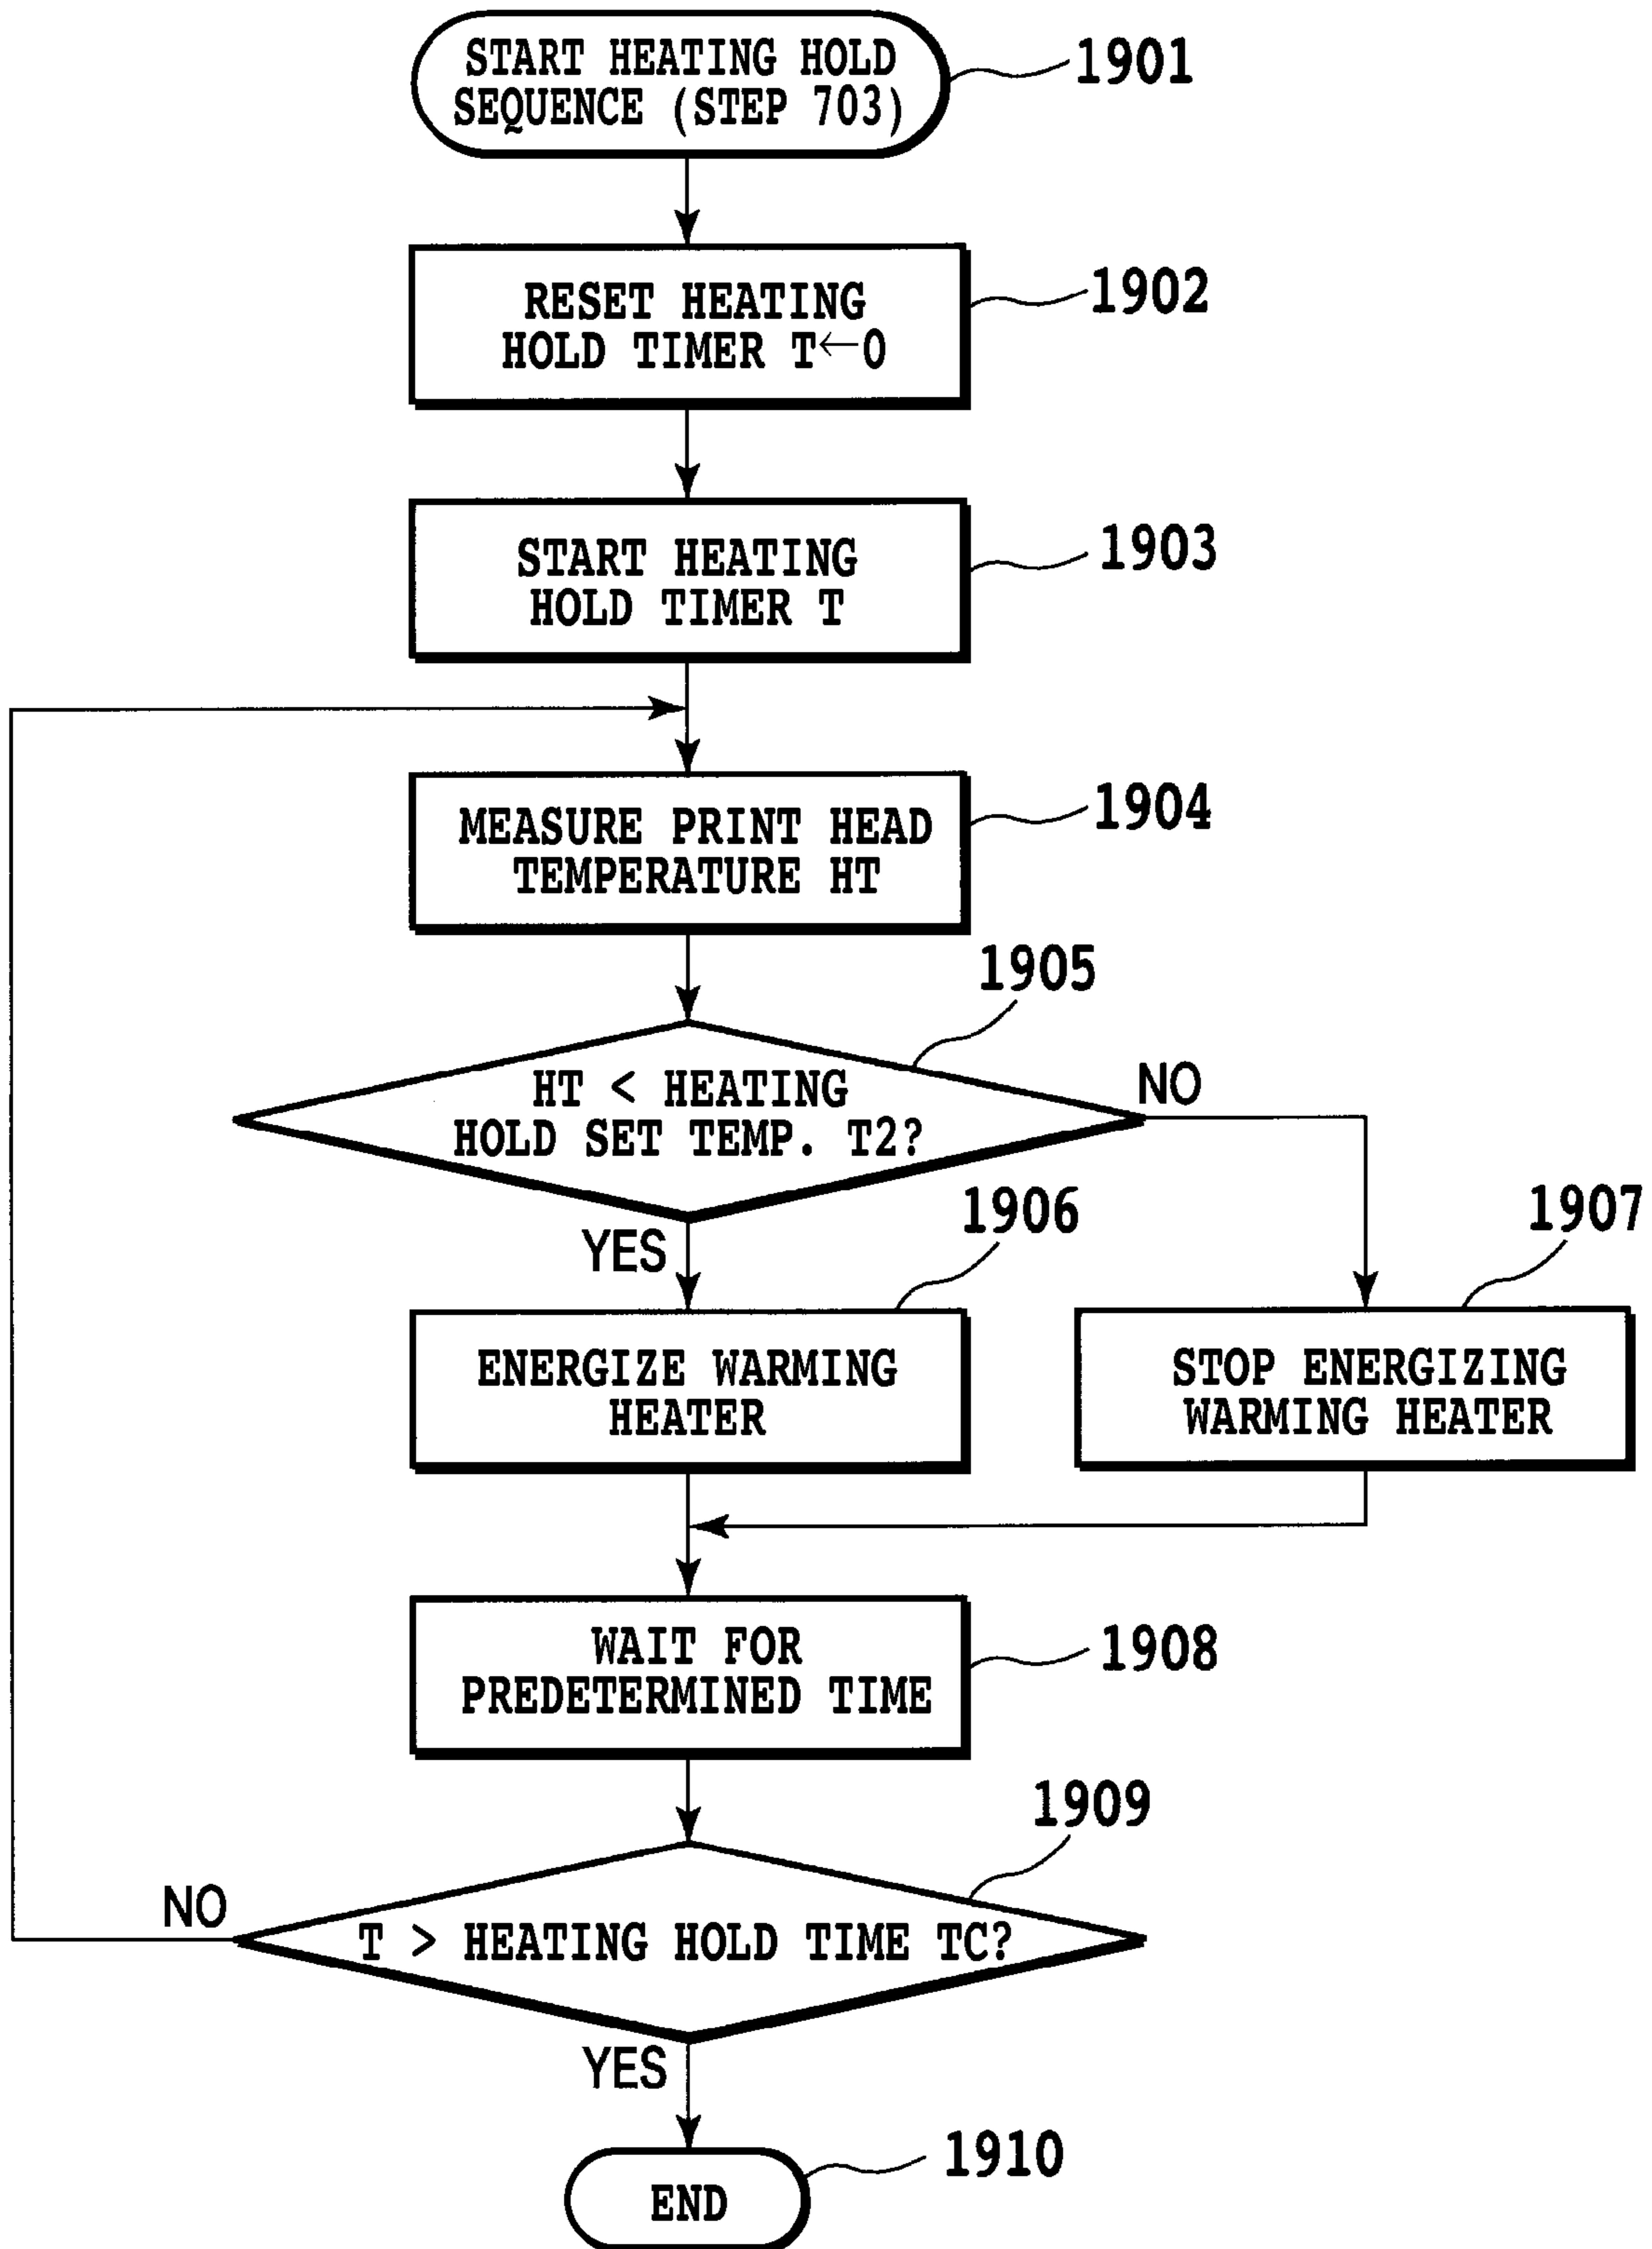 START HEATING HOLD
SEQUENCE (STEP 703)
1901
RESET HEATING
HOLD TIMER T←0
1902
START HEATING
HOLD TIMER T
1903
MEASURE PRINT HEAD
TEMPERATURE HT
1904
1905
HT < HEATING
HOLD SET TEMP. T2?
NO
YES
1906
1907
ENERGIZE WARMING
HEATER
STOP ENERGIZING
WARMING HEATER
WAIT FOR
PREDETERMINED TIME
1908
1909
NO
T > HEATING HOLD TIME TC?
YES
1910
END